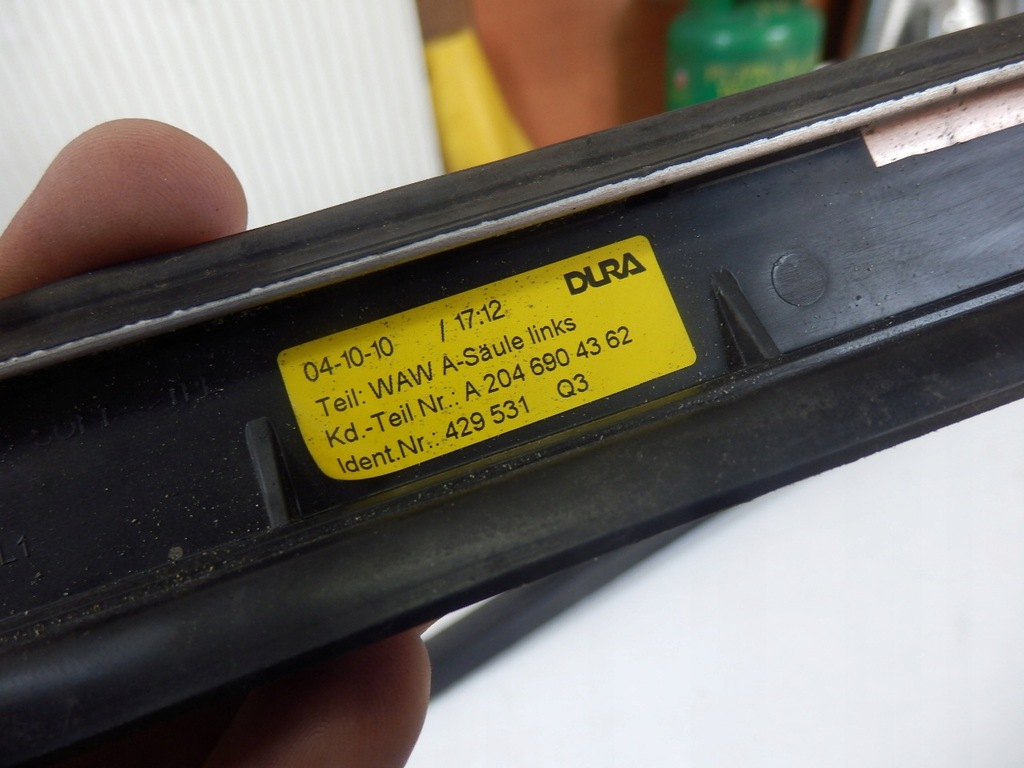 DURA
04-10-10 / 17:12
Teil: WAW A-Säule links
Kd.-Teil Nr.: A 204 690 43 62
Ident.Nr.: 429 531 Q3